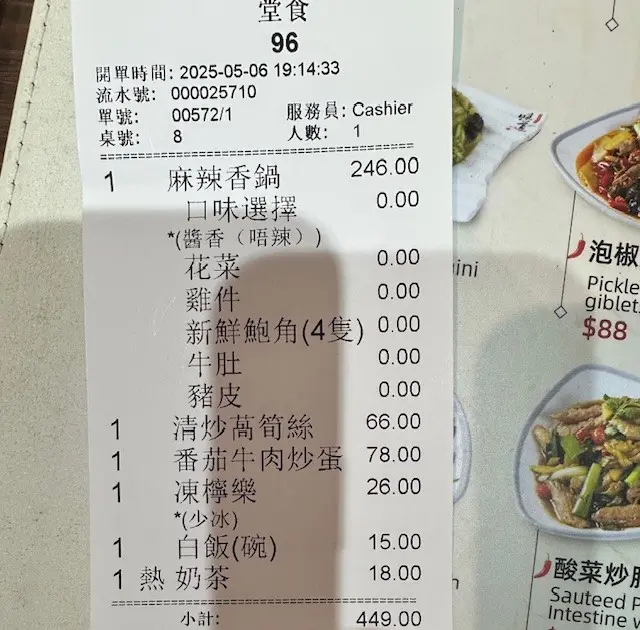 堂食
96
開單時間: 2025-05-06 19:14:33
流水號: 000025710
單號: 00572/1 服務員: Cashier
桌號: 8 人數: 1
1 麻辣香鍋 246.00
口味選擇 0.00
*(醬香（唔辣）)
花菜 0.00
雞件 0.00
新鮮鮑角(4隻) 0.00
牛肚 0.00
豬皮 0.00
1 清炒萵筍絲 66.00
1 番茄牛肉炒蛋 78.00
1 凍檸樂 26.00
*(少冰)
1 白飯(碗) 15.00
1 熱 奶茶 18.00
小計: 449.00
泡椒
Pickle
giblet
$88
酸菜炒
Sauteed P
Intestine